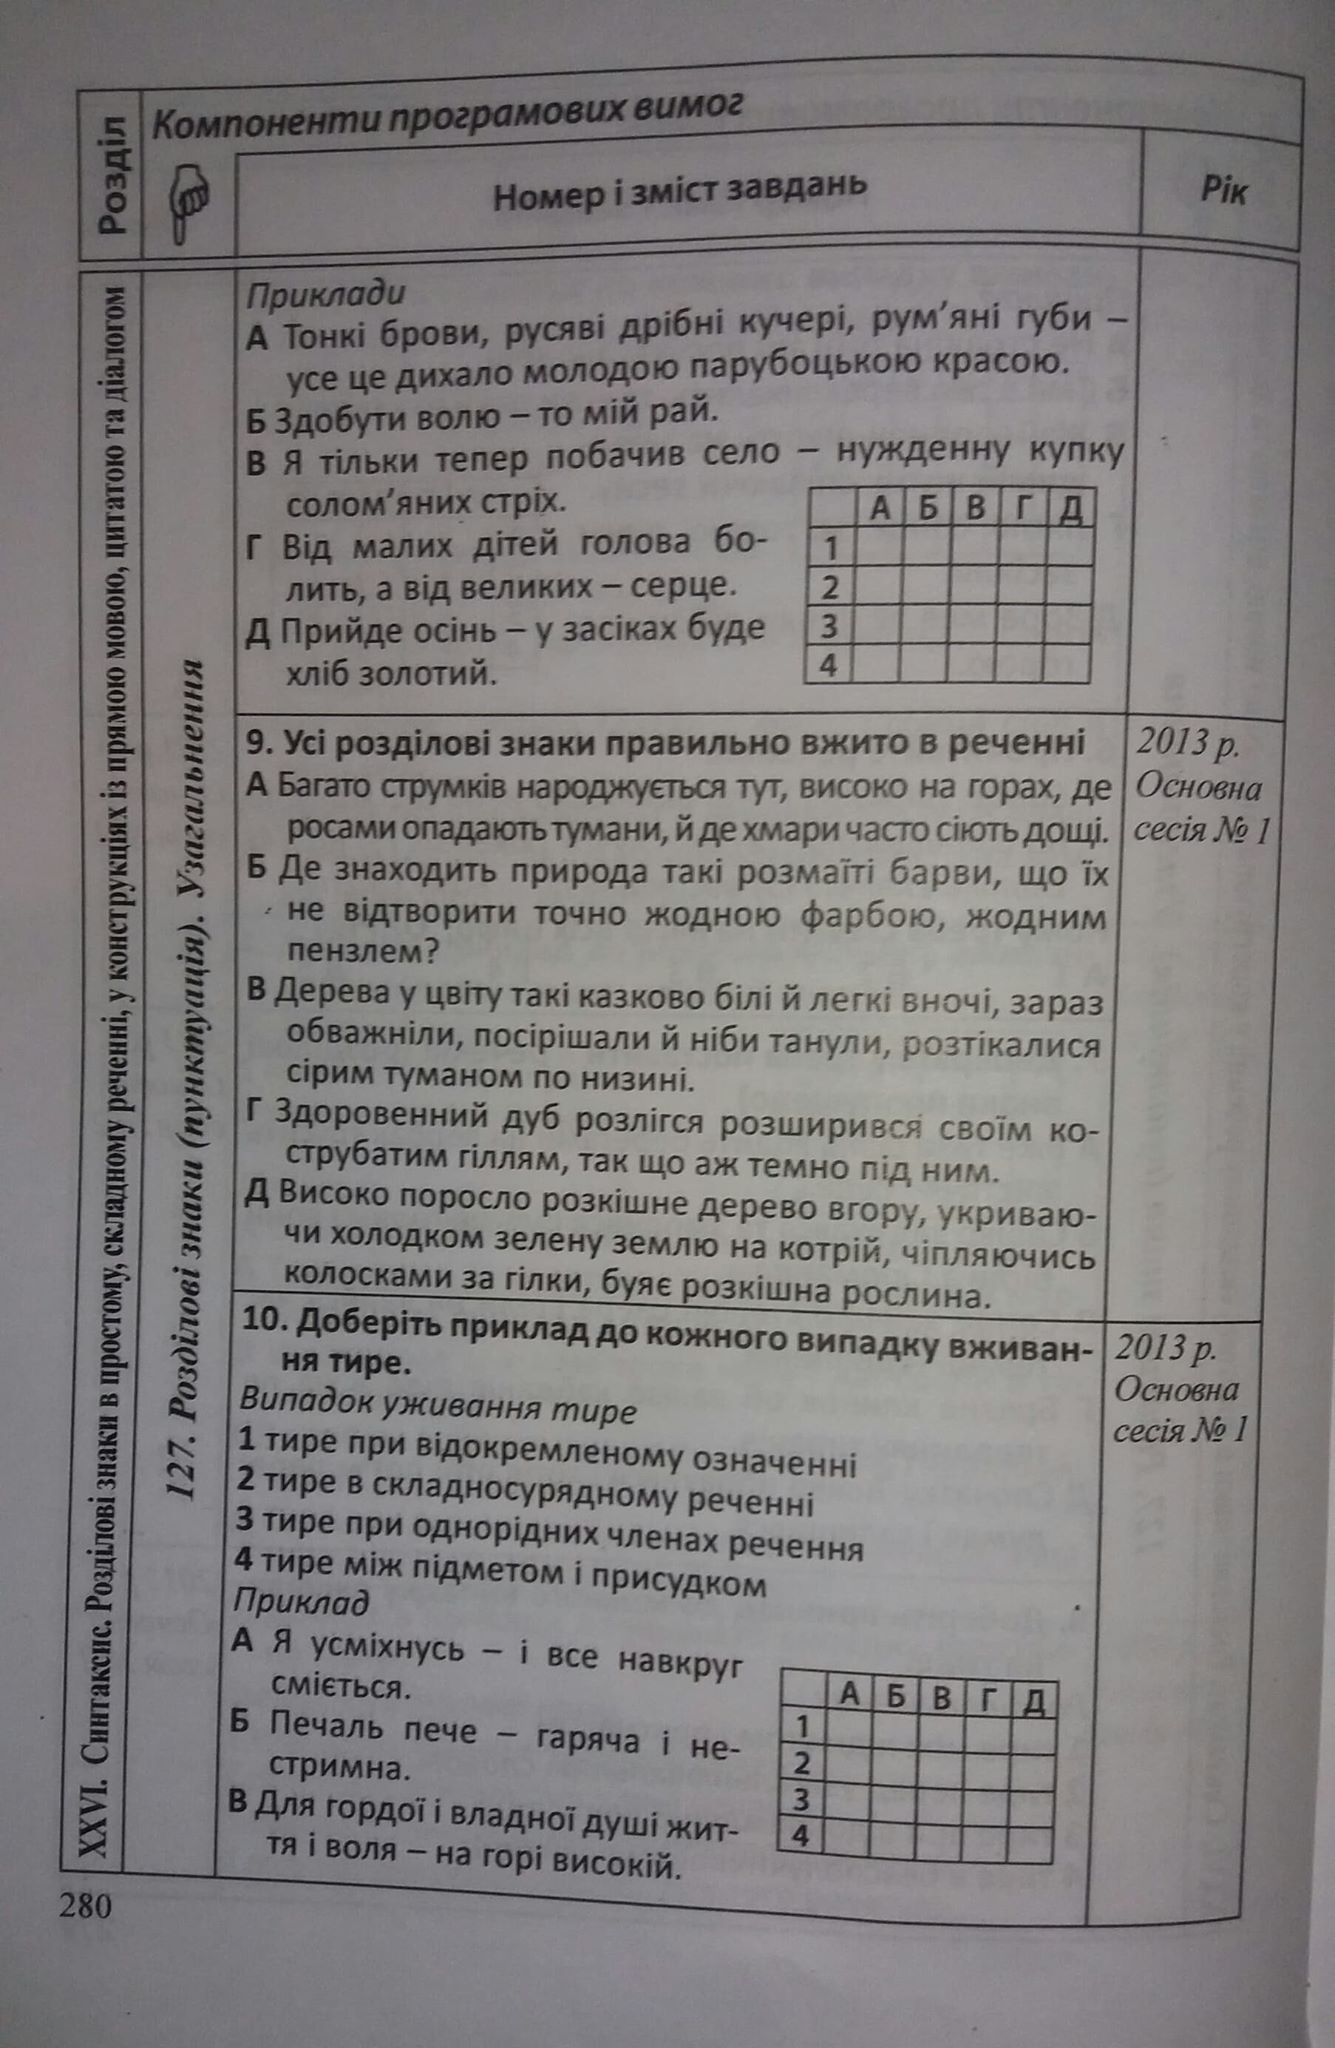 Розділ
Компоненти програмових вимог
Номер і зміст завдань
Рік
XXVI. Синтаксис. Розділові знаки в простому, складному реченні, у конструкціях із прямою мовою, цитатою та діалогом
127. Розділові знаки (пунктуація). Узагальнення
Приклади
А Тонкі брови, русяві дрібні кучері, рум’яні губи –
усе це дихало молодою парубоцькою красою.
Б Здобути волю – то мій рай.
В Я тільки тепер побачив село – нужденну купку
солом’яних стріх.
Г Від малих дітей голова бо-
лить, а від великих – серце.
Д Прийде осінь – у засіках буде
хліб золотий.
А Б В Г Д
1
2
3
4
9. Усі розділові знаки правильно вжито в реченні
А Багато струмків народжується тут, високо на горах, де
росами опадають тумани, й де хмари часто сіють дощі.
Б Де знаходить природа такі розмаїті барви, що їх
не відтворити точно жодною фарбою, жодним
пензлем?
В Дерева у цвіту такі казково білі й легкі вночі, зараз
обважніли, посірішали й ніби танули, розтікалися
сірим туманом по низині.
Г Здоровенний дуб розлігся розширився своїм ко-
струбатим гіллям, так що аж темно під ним.
Д Високо поросло розкішне дерево вгору, укриваю-
чи холодком зелену землю на котрій, чіпляючись
колосками за гілки, буяє розкішна рослина.
2013 р.
Основна
сесія № 1
10. Доберіть приклад до кожного випадку вживан-
ня тире.
Випадок уживання тире
1 тире при відокремленому означенні
2 тире в складносурядному реченні
3 тире при однорідних членах речення
4 тире між підметом і присудком
Приклад
А Я усміхнусь – і все навкруг
сміється.
Б Печаль пече – гаряча і не-
стримна.
В Для гордої і владної душі жит-
тя і воля – на горі високій.
А Б В Г Д
1
2
3
4
2013 р.
Основна
сесія № 1
280